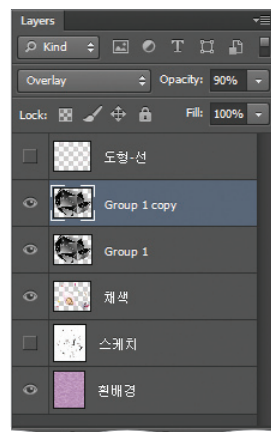 Layers
Kind
T
Overlay Opacity: 90%
Lock: Fill: 100%
도형-선
Group 1 copy
Group 1
채색
스케치
흰배경